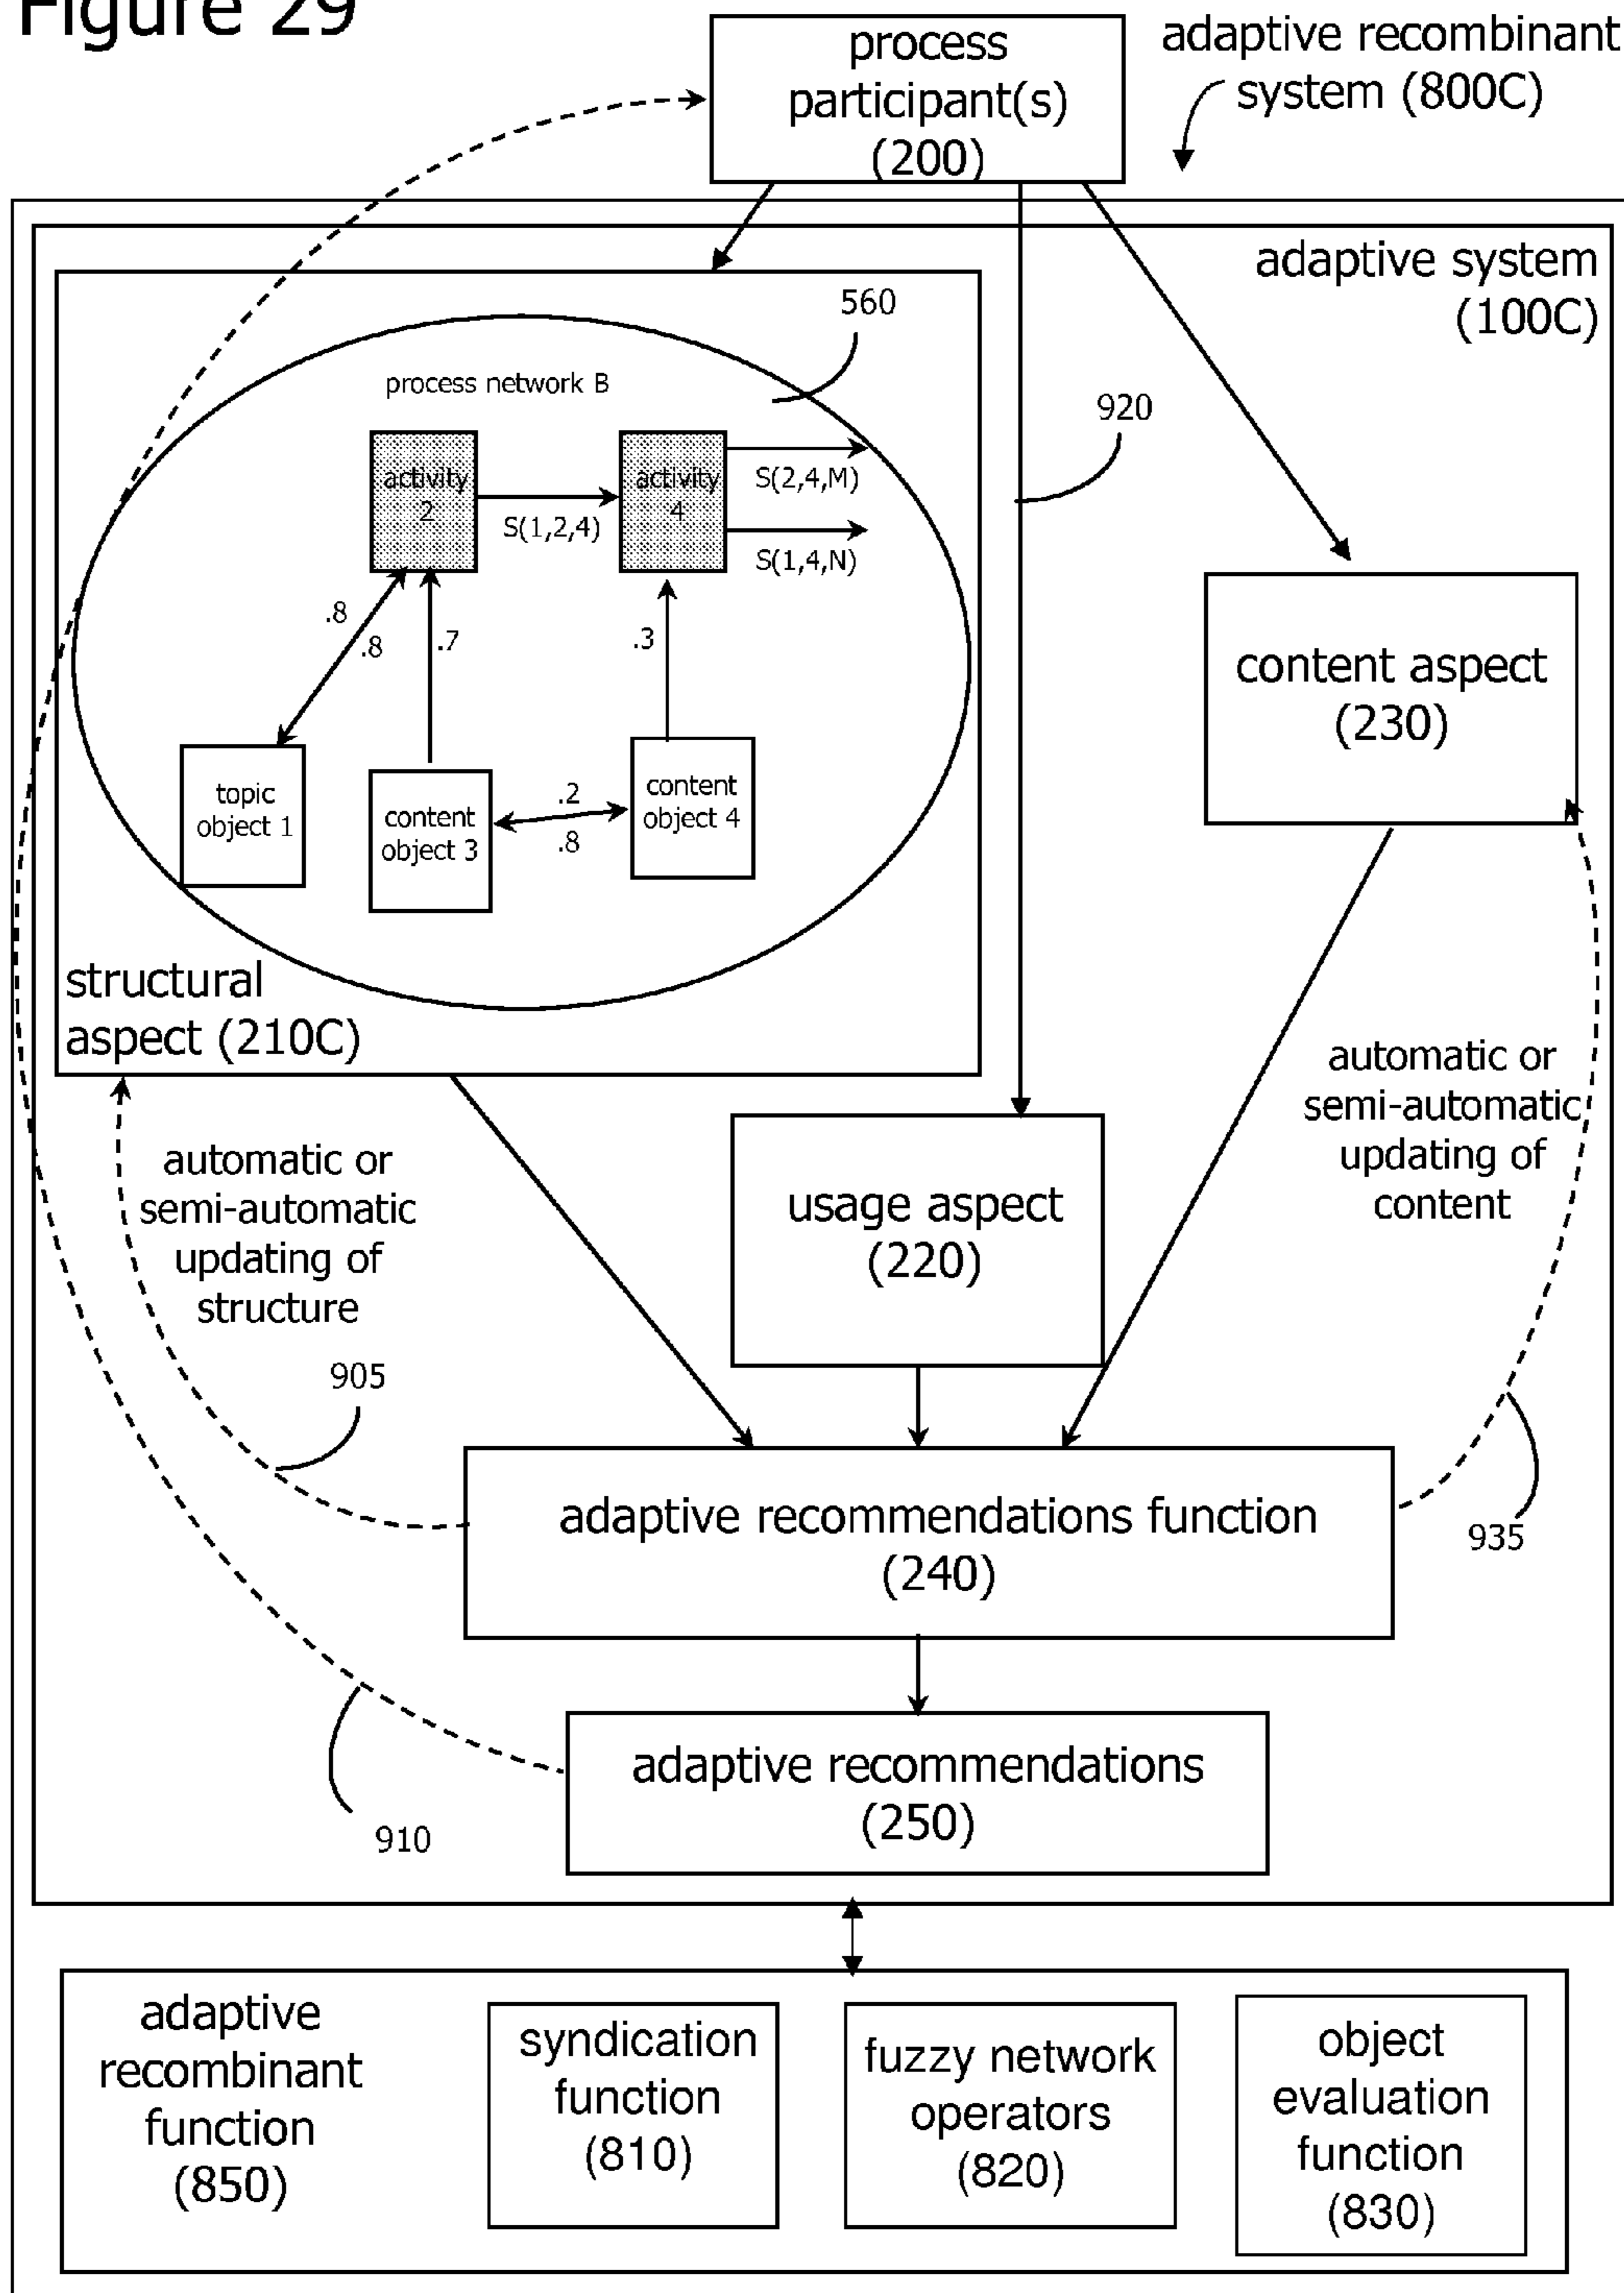 Figure 29
process
participant(s)
(200)
adaptive recombinant
system (800C)
adaptive system
(100C)
560
process network B
920
activity
2
activity
4
S(2,4,M)
S(1,2,4)
S(1,4,N)
.8
.8
.7
.3
content aspect
(230)
topic
object 1
content
object 3
.2
.8
content
object 4
structural
aspect (210C)
automatic or
semi-automatic
updating of
structure
automatic or
semi-automatic
updating of
content
usage aspect
(220)
905
935
adaptive recommendations function
(240)
adaptive recommendations
(250)
910
adaptive
recombinant
function
(850)
syndication
function
(810)
fuzzy network
operators
(820)
object
evaluation
function
(830)